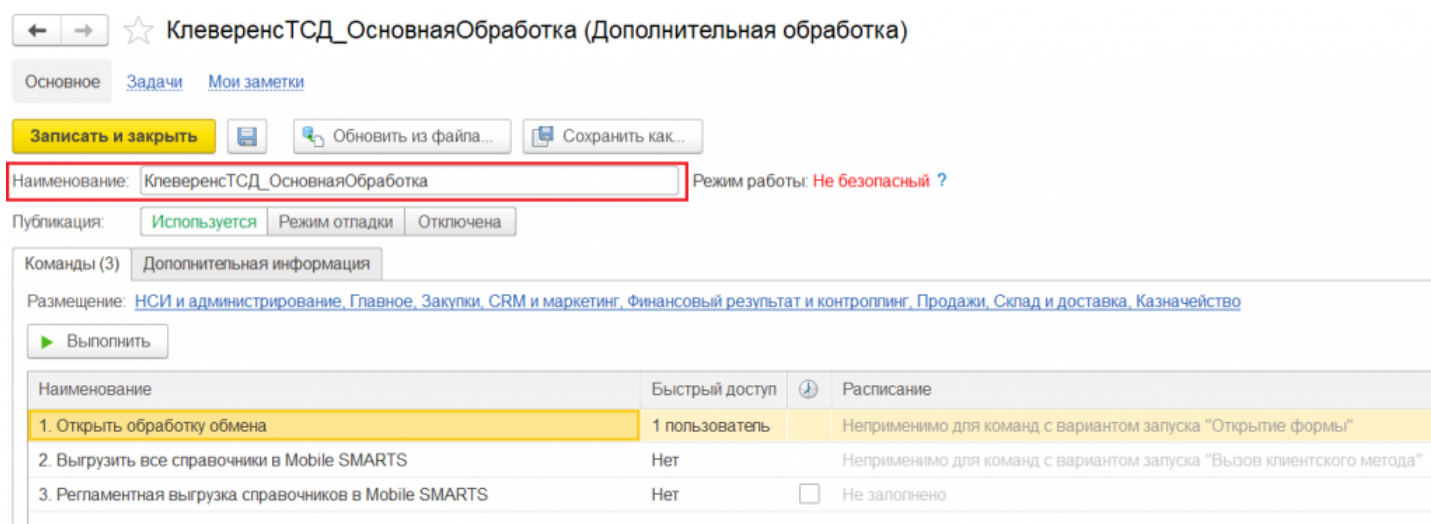 КлеверенсТСД_ОсновнаяОбработка (Дополнительная обработка)
Основное Задачи Мои заметки
Записать и закрыть Обновить из файла... Сохранить как...
Наименование: КлеверенсТСД_ОсновнаяОбработка Режим работы: Не безопасный ?
Публикация: Используется Режим отладки Отключена
Команды (3) Дополнительная информация
Размещение: НСИ и администрирование, Главное, Закупки, CRM и маркетинг, Финансовый результат и контроллинг, Продажи, Склад и доставка, Казначейство
Выполнить
Наименование Быстрый доступ Расписание
1. Открыть обработку обмена 1 пользователь Неприменимо для команд с вариантом запуска "Открытие формы"
2. Выгрузить все справочники в Mobile SMARTS Нет Неприменимо для команд с вариантом запуска "Вызов клиентского метода"
3. Регламентная выгрузка справочников в Mobile SMARTS Нет Не заполнено